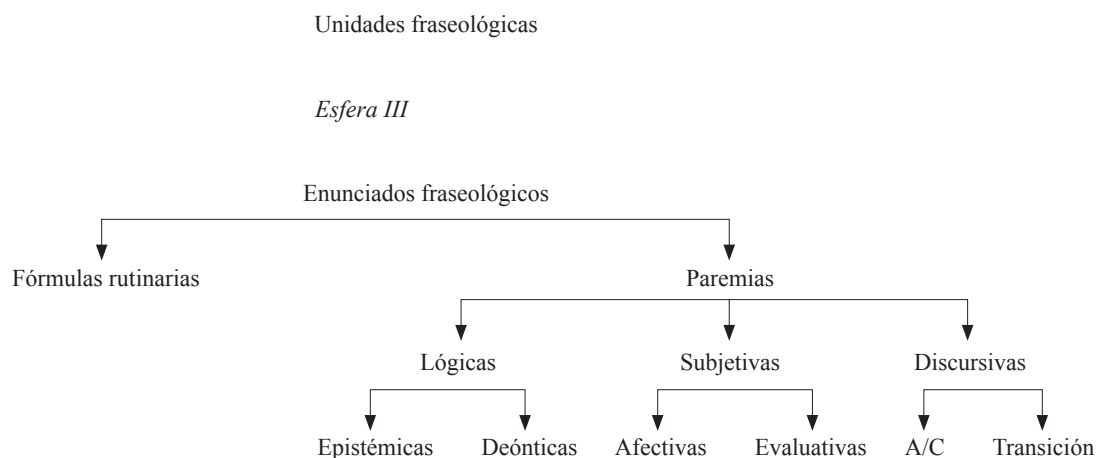 Unidades fraseológicas
Esfera III
Enunciados fraseológicos
Fórmulas rutinarias Paremias
Lógicas Subjetivas Discursivas
Epistémicas Deónticas Afectivas Evaluativas A/C Transición